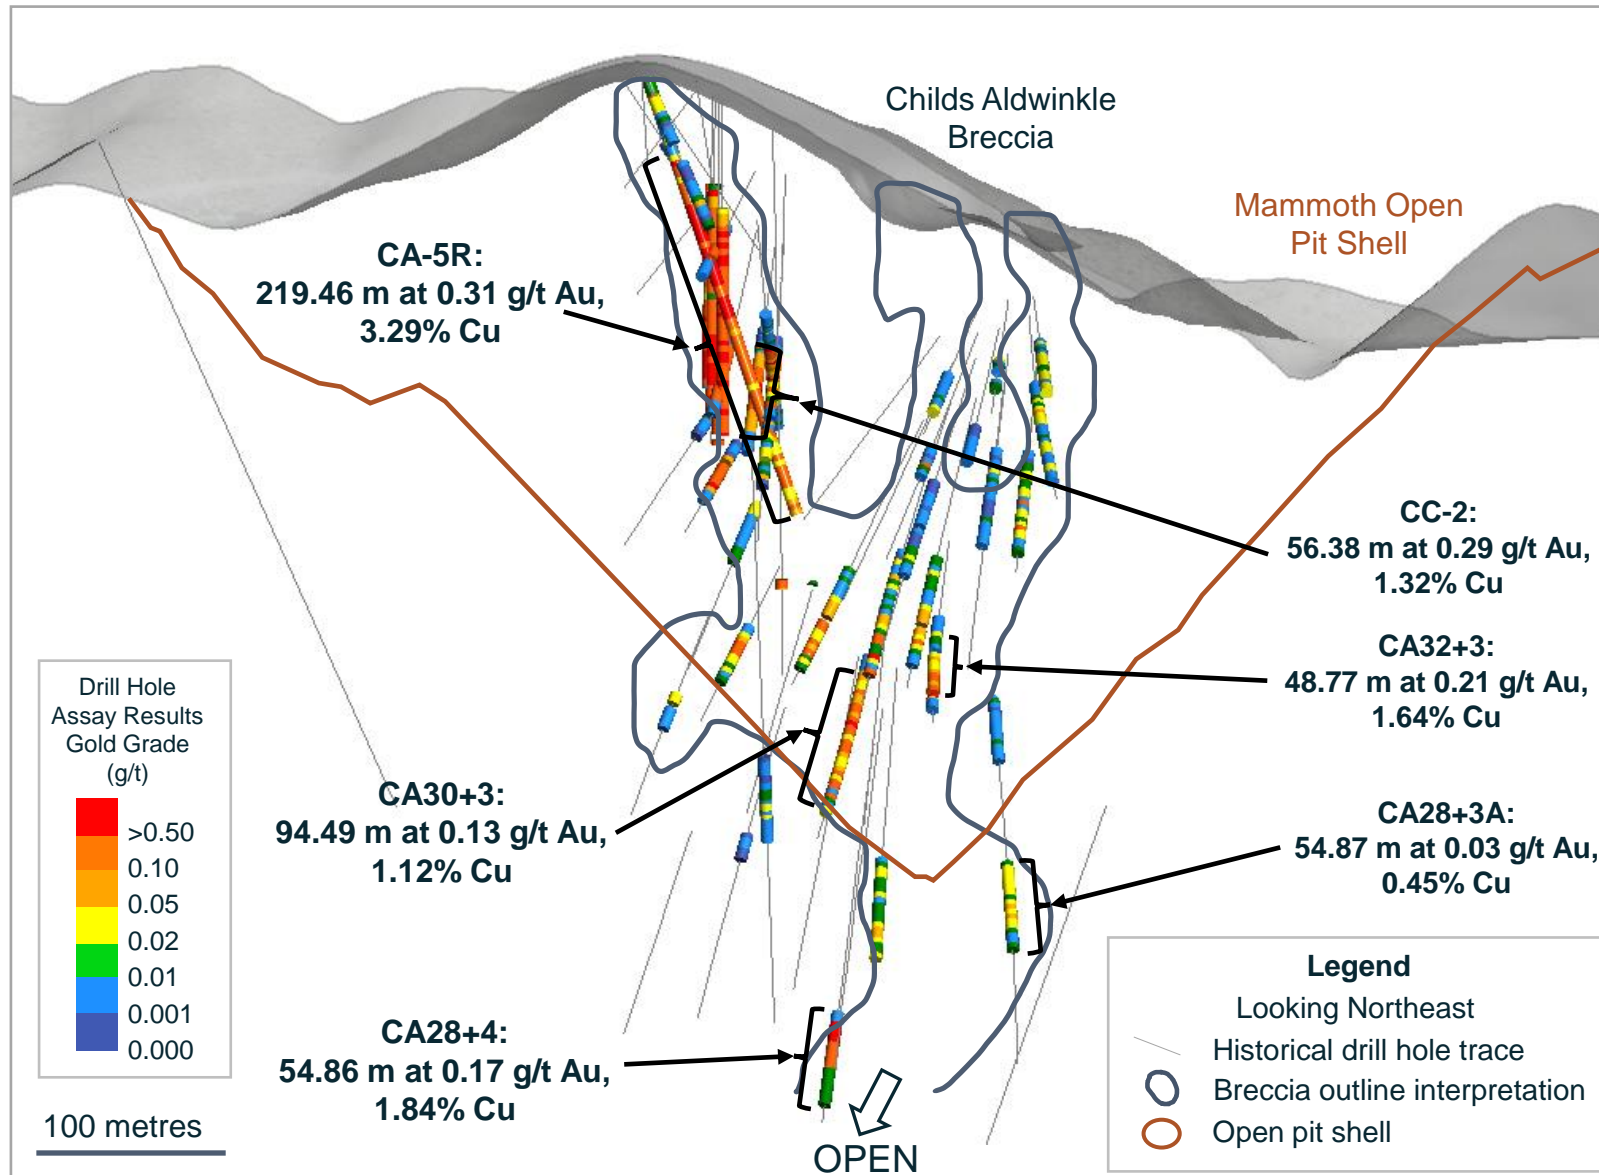 Childs Aldwinkle
Breccia
Mammoth Open
Pit Shell
CA-5R:
219.46 m at 0.31 g/t Au,
3.29% Cu
CC-2:
56.38 m at 0.29 g/t Au,
1.32% Cu
CA32+3:
48.77 m at 0.21 g/t Au,
1.64% Cu
CA30+3:
94.49 m at 0.13 g/t Au,
1.12% Cu
CA28+3A:
54.87 m at 0.03 g/t Au,
0.45% Cu
CA28+4:
54.86 m at 0.17 g/t Au,
1.84% Cu
Drill Hole
Assay Results
Gold Grade
(g/t)
>0.50
0.10
0.05
0.02
0.01
0.001
0.000
100 metres
OPEN
Legend
Looking Northeast
Historical drill hole trace
Breccia outline interpretation
Open pit shell